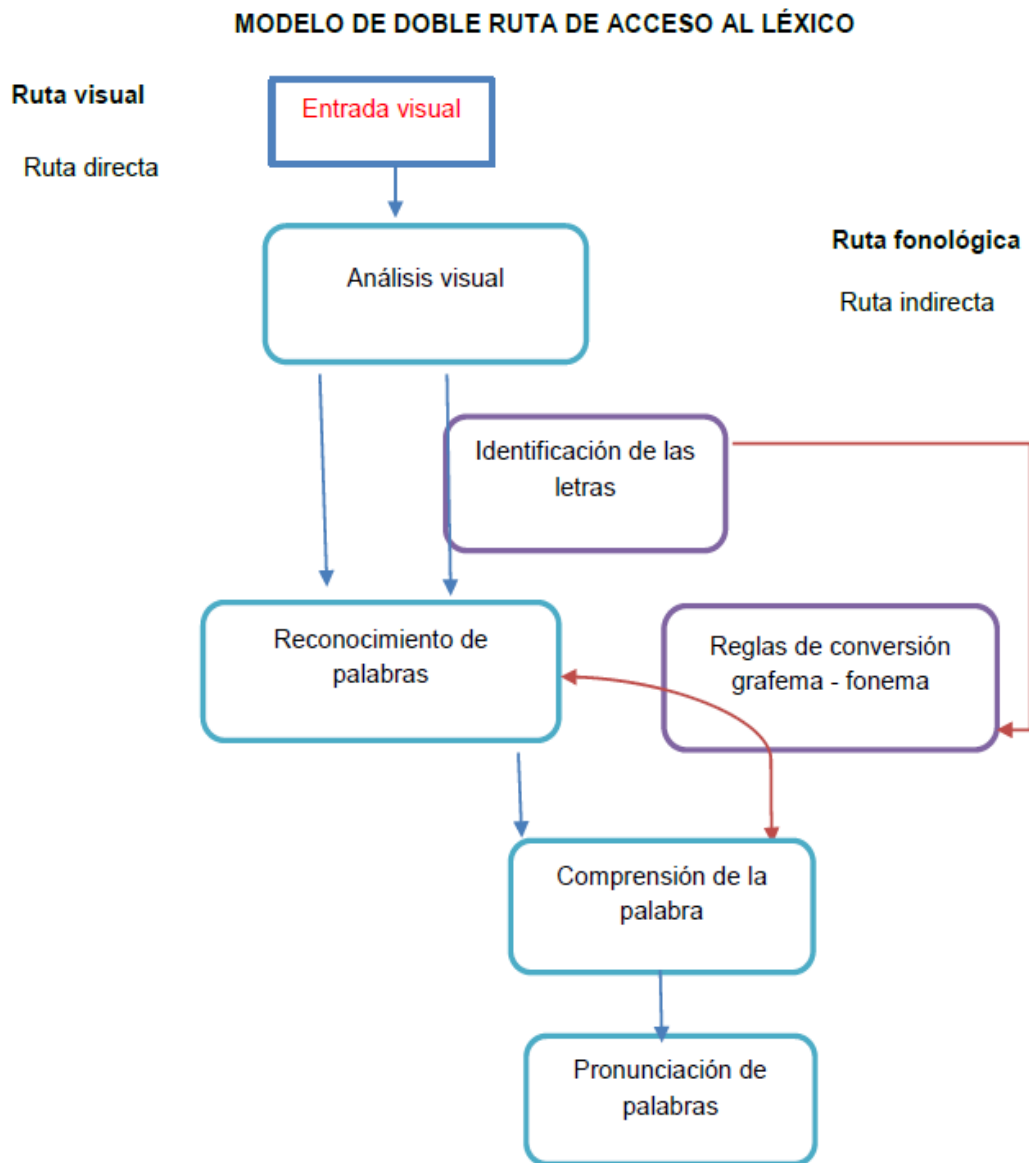 MODELO DE DOBLE RUTA DE ACCESO AL LÉXICO
Ruta visual
Entrada visual
Ruta directa
Ruta fonológica
Análisis visual
Ruta indirecta
Identificación de las
letras
Reconocimiento de
palabras
Reglas de conversión
grafema - fonema
Comprensión de la
palabra
Pronunciación de
palabras